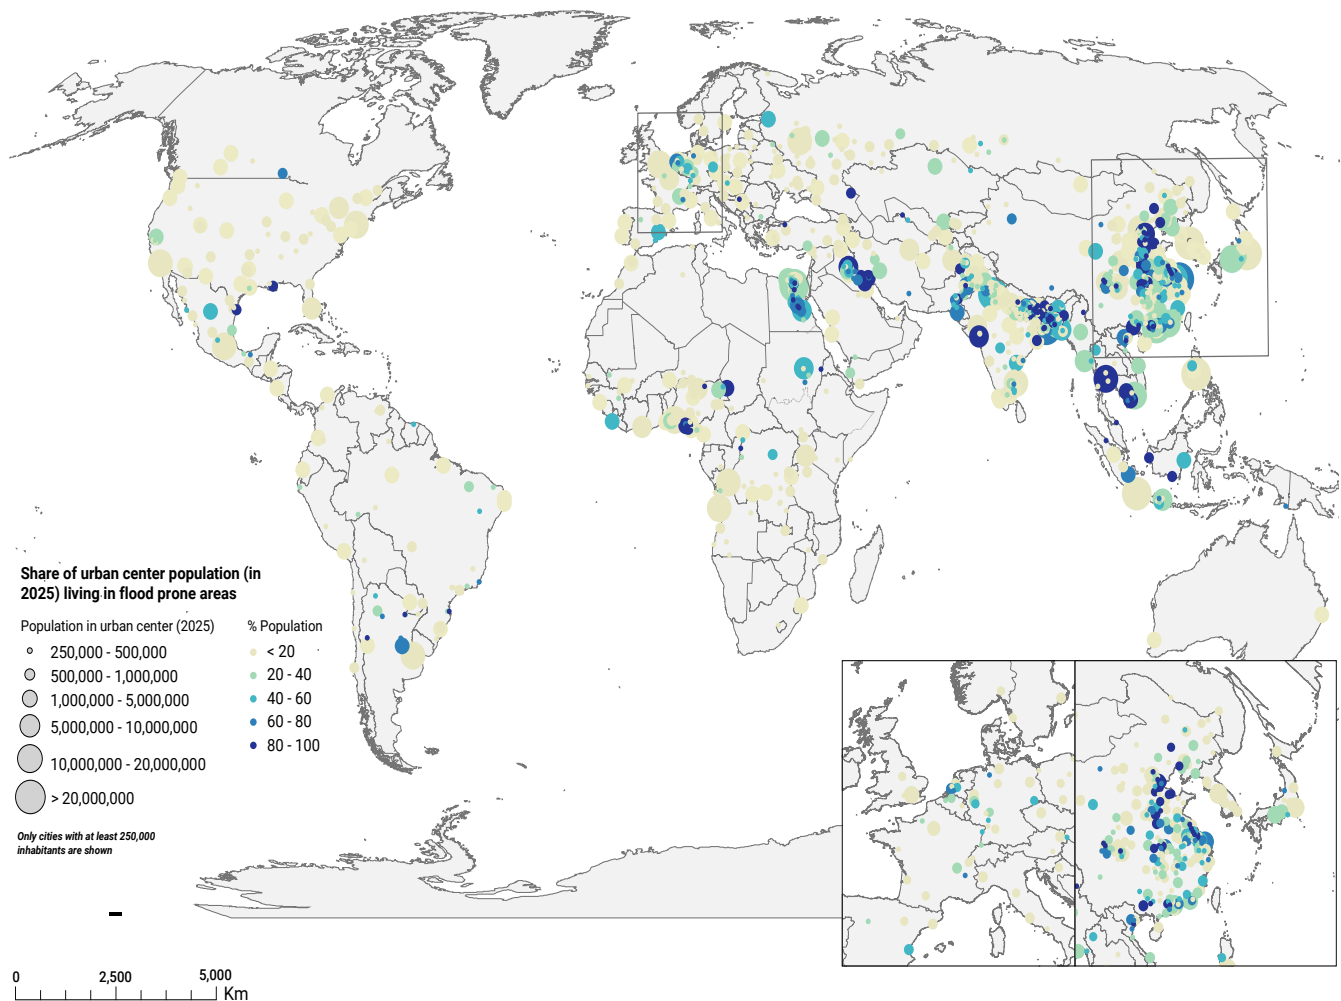 Share of urban center population (in
2025) living in flood prone areas
Population in urban center (2025)
250,000 - 500,000
500,000 - 1,000,000
1,000,000 - 5,000,000
5,000,000 - 10,000,000
10,000,000 - 20,000,000
> 20,000,000
% Population
< 20
20 - 40
40 - 60
60 - 80
80 - 100
Only cities with at least 250,000
inhabitants are shown
0 2,500 5,000
Km